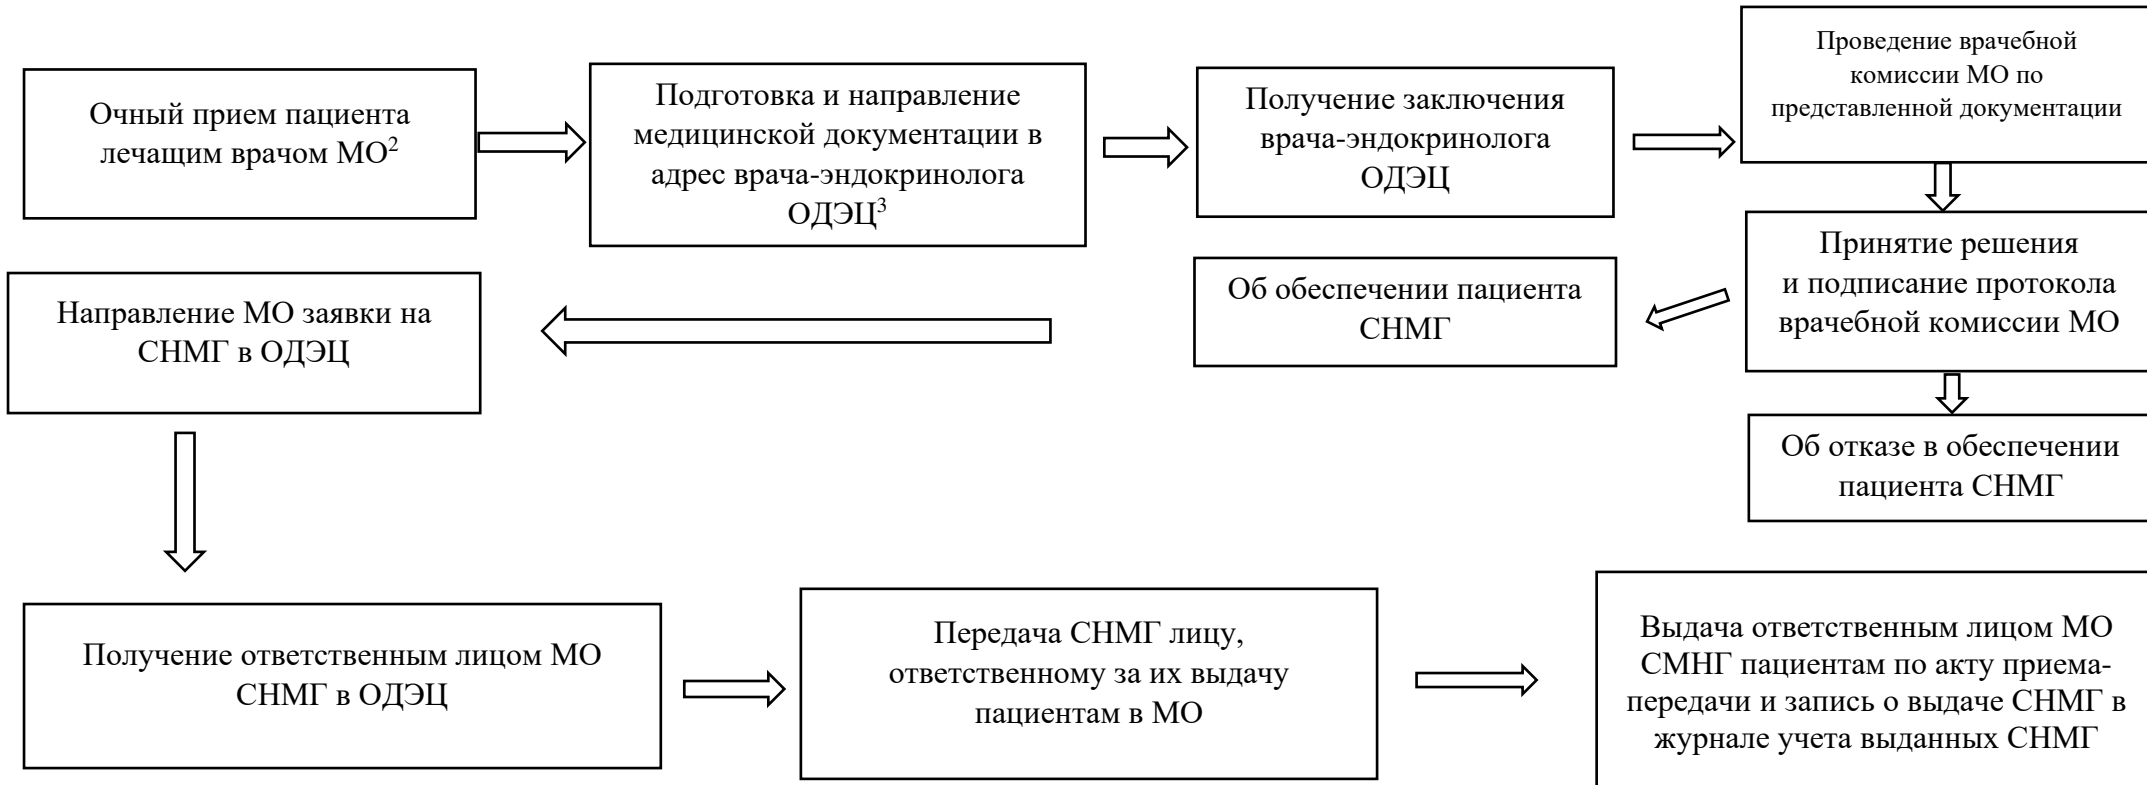 Очный прием пациента
лечащим врачом МО²
Подготовка и направление
медицинской документации в
адрес врача-эндокринолога
ОДЭЦ³
Получение заключения
врача-эндокринолога
ОДЭЦ
Проведение врачебной
комиссии МО по
представленной документации
Принятие решения
и подписание протокола
врачебной комиссии МО
Об обеспечении пациента
СНМГ
Направление МО заявки на
СНМГ в ОДЭЦ
Об отказе в обеспечении
пациента СНМГ
Получение ответственным лицом МО
СНМГ в ОДЭЦ
Передача СНМГ лицу,
ответственному за их выдачу
пациентам в МО
Выдача ответственным лицом МО
СМНГ пациентам по акту приема-
передачи и запись о выдаче СНМГ в
журнале учета выданных СНМГ